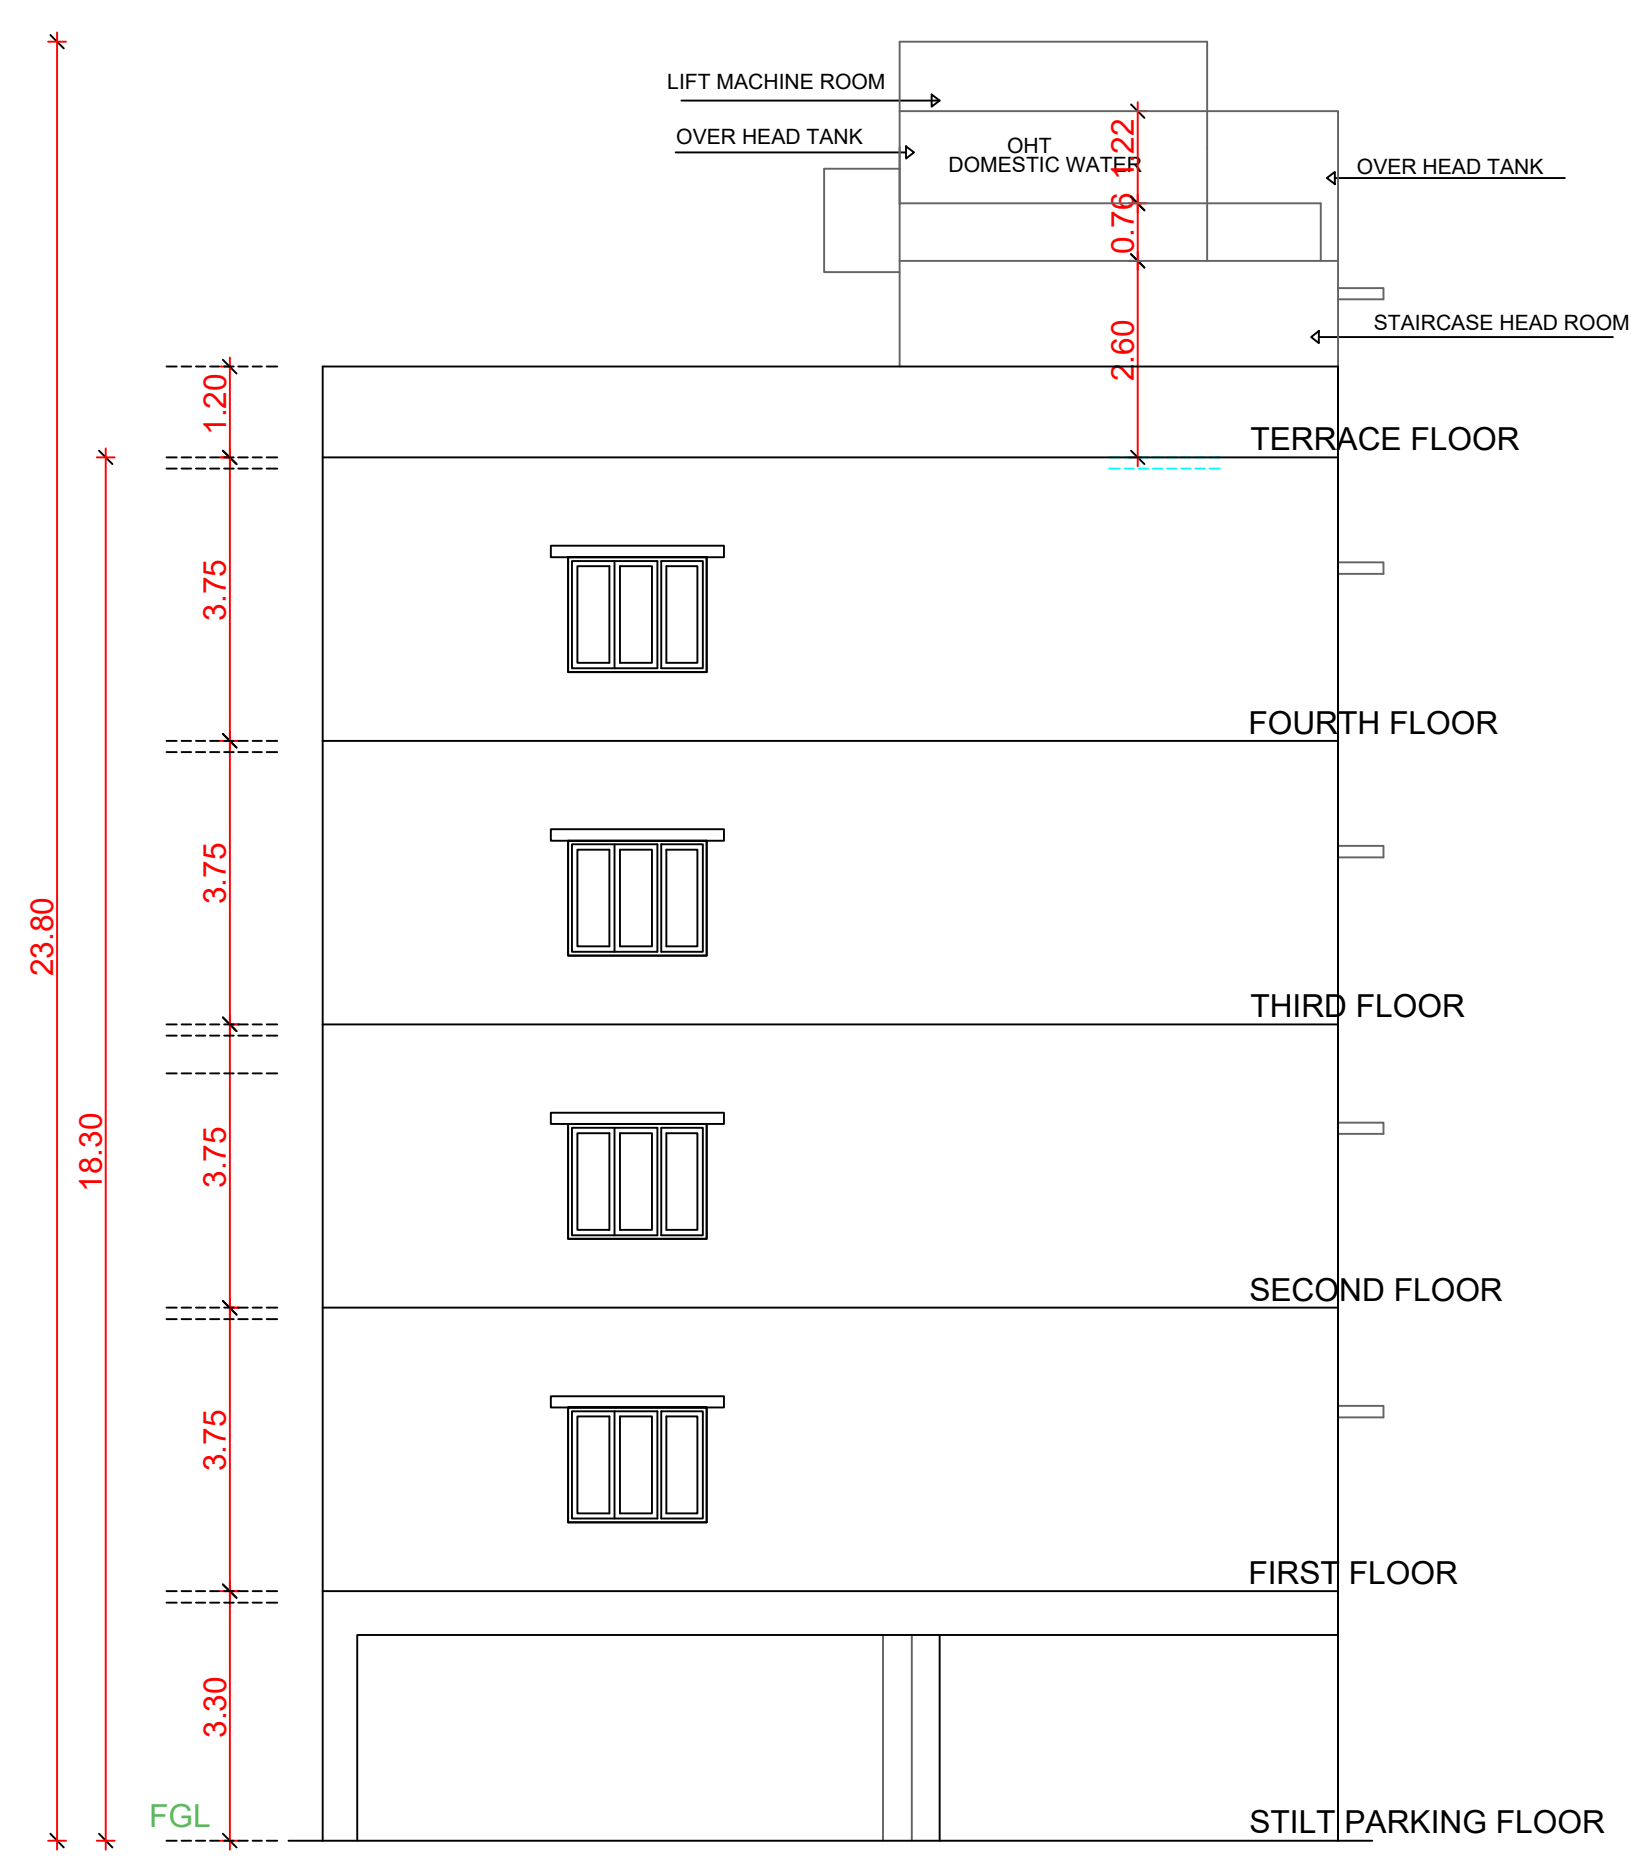 LIFT MACHINE ROOM
OVER HEAD TANK
OHT
DOMESTIC WATER
1.22
OVER HEAD TANK
0.76
STAIRCASE HEAD ROOM
2.60
1.20
TERRACE FLOOR
3.75
FOURTH FLOOR
3.75
23.80
THIRD FLOOR
18.30
3.75
SECOND FLOOR
3.75
FIRST FLOOR
3.30
FGL
STILT PARKING FLOOR